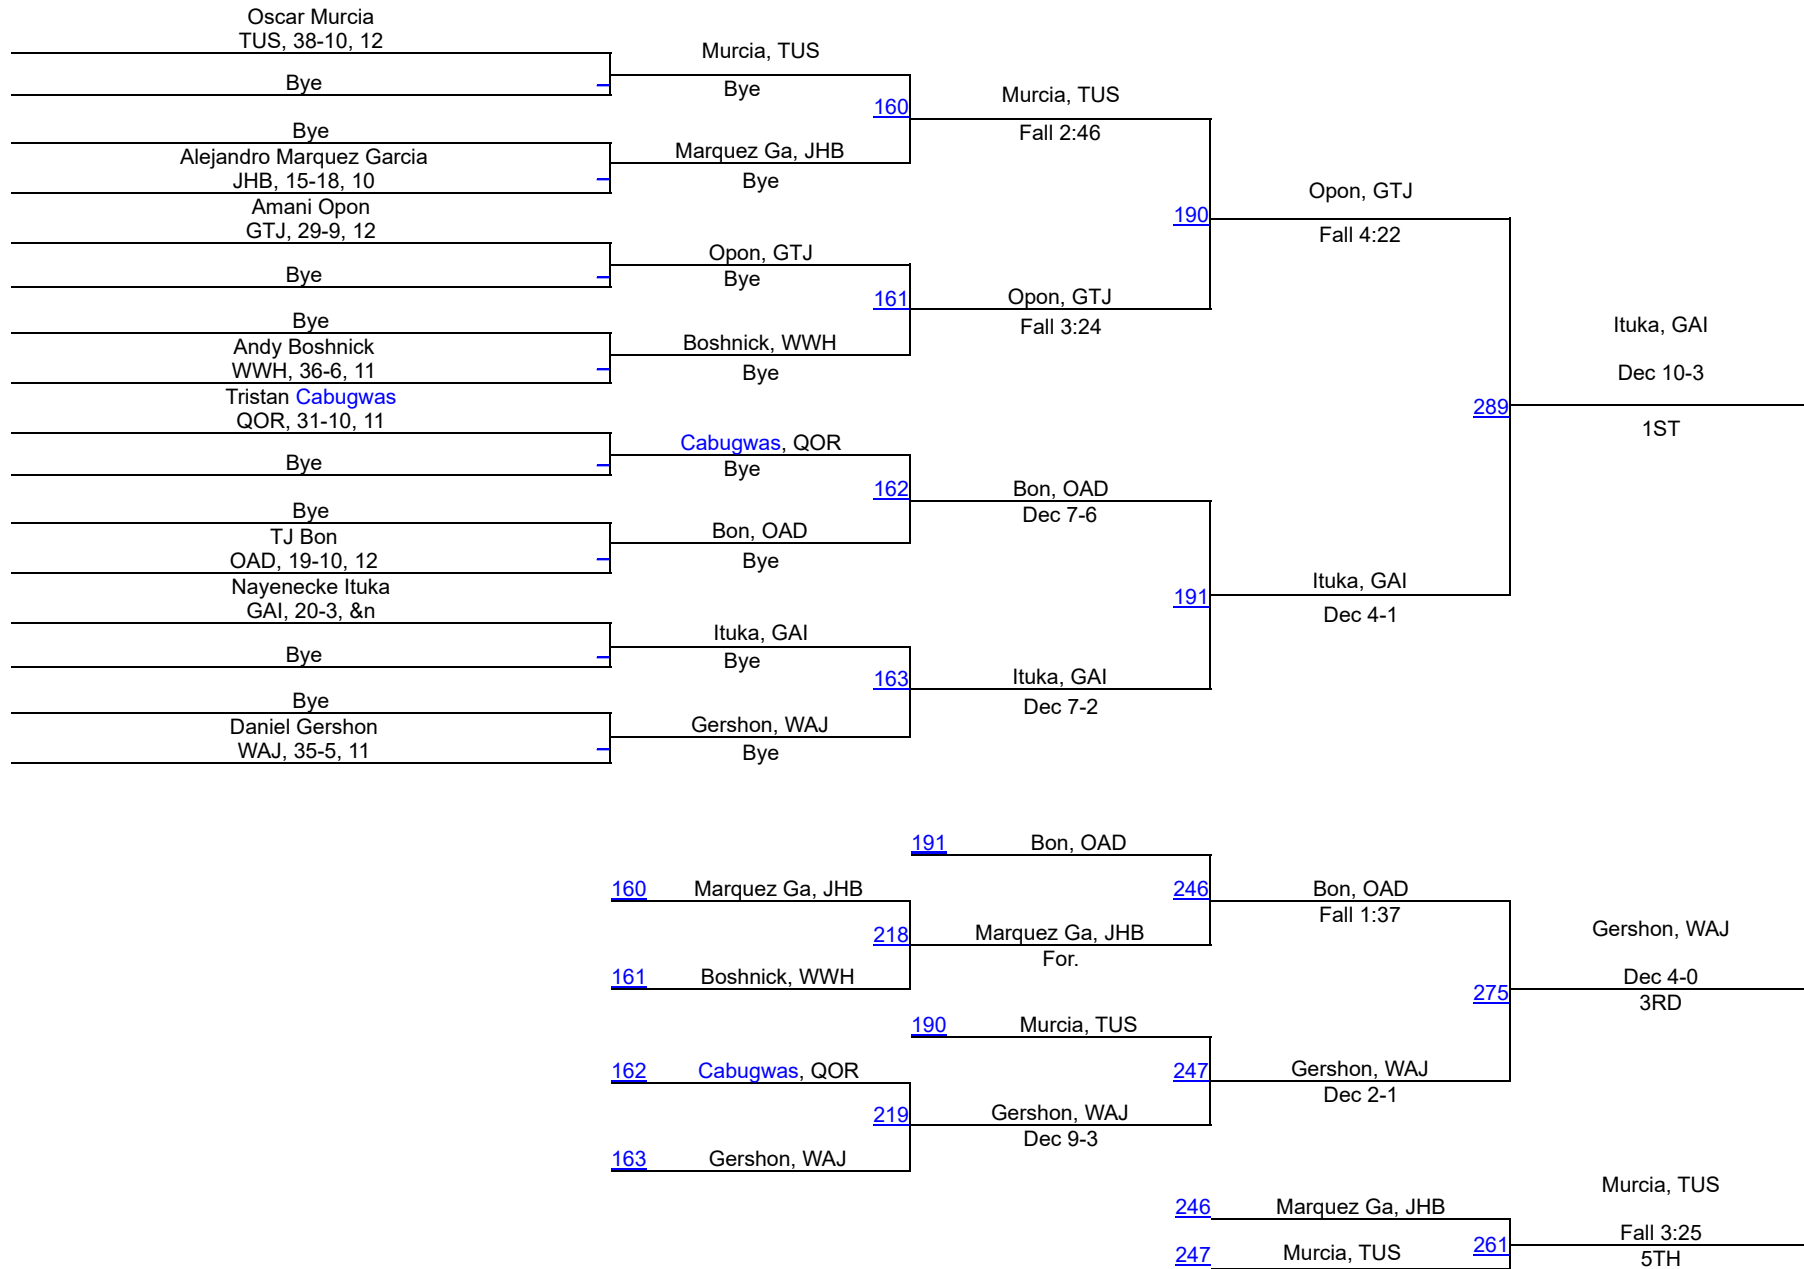 Oscar Murcia
TUS, 38-10, 12
Bye
Bye
Alejandro Marquez Garcia
JHB, 15-18, 10
Amani Opon
GTJ, 29-9, 12
Bye
Bye
Andy Boshnick
WWH, 36-6, 11
Tristan Cabugwas
QOR, 31-10, 11
Bye
Bye
TJ Bon
OAD, 19-10, 12
Nayenecke Ituka
GAI, 20-3, &n
Bye
Bye
Daniel Gershon
WAJ, 35-5, 11
Murcia, TUS
Bye
160
Marquez Ga, JHB
Bye
Opon, GTJ
Bye
161
Boshnick, WWH
Bye
Cabugwas, QOR
Bye
162
Bon, OAD
Bye
Ituka, GAI
Bye
163
Gershon, WAJ
Bye
Murcia, TUS
Fall 2:46
190
Opon, GTJ
Fall 3:24
Bon, OAD
Dec 7-6
191
Ituka, GAI
Dec 7-2
Opon, GTJ
Fall 4:22
289
Ituka, GAI
Dec 4-1
Ituka, GAI
Dec 10-3
1ST
191 Bon, OAD
160 Marquez Ga, JHB
218
161 Boshnick, WWH
246
Marquez Ga, JHB
For.
190 Murcia, TUS
162 Cabugwas, QOR
219
163 Gershon, WAJ
247
Gershon, WAJ
Dec 9-3
Bon, OAD
Fall 1:37
275
Gershon, WAJ
Dec 2-1
Gershon, WAJ
Dec 4-0
3RD
246 Marquez Ga, JHB
247 Murcia, TUS
261
Murcia, TUS
Fall 3:25
5TH